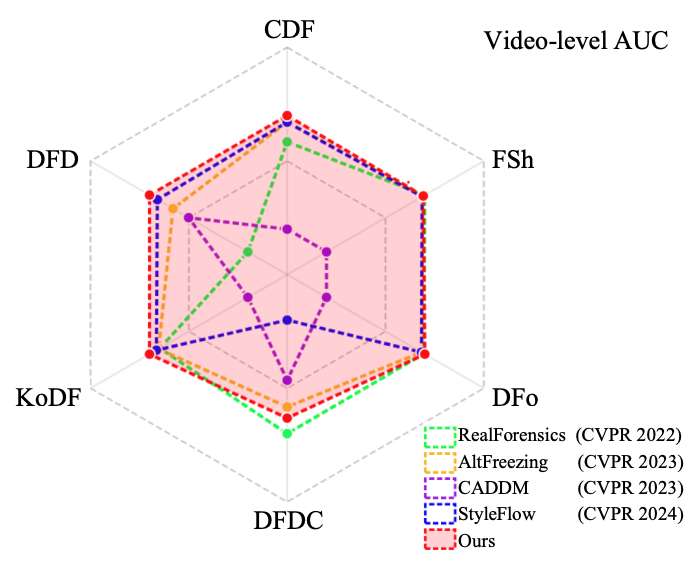 CDF
Video-level AUC
DFD
FSh
KoDF
DFo
DFDC
RealForensics (CVPR 2022)
AltFreezing (CVPR 2023)
CADDM (CVPR 2023)
StyleFlow (CVPR 2024)
Ours